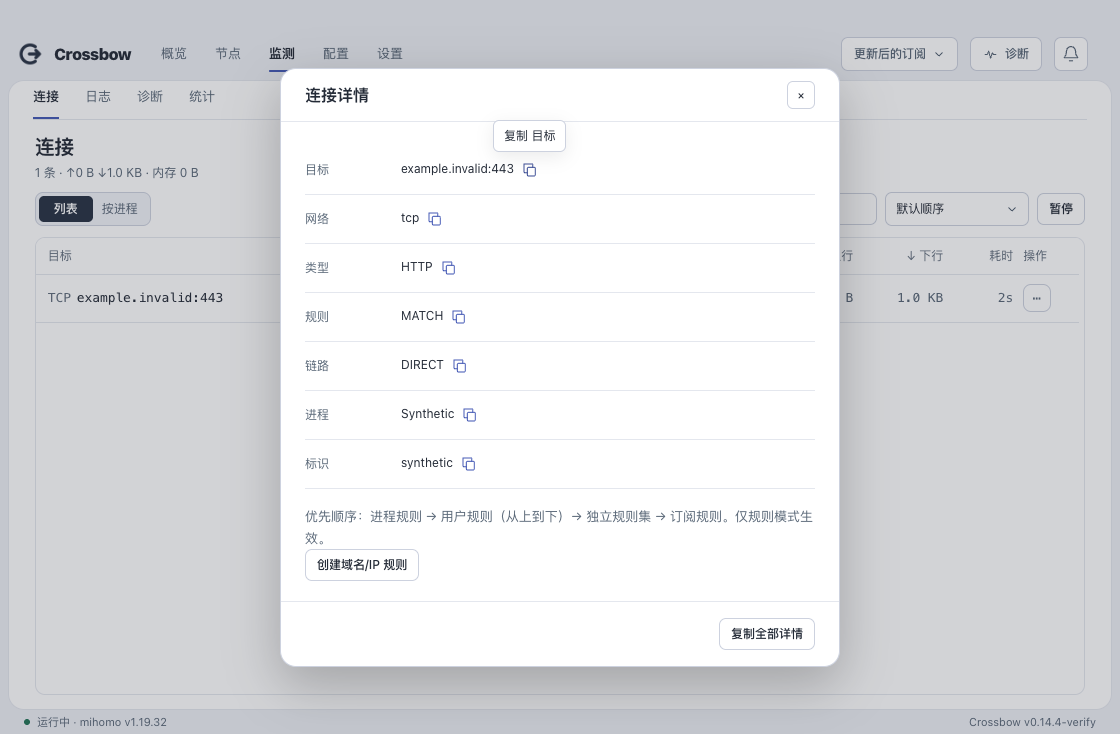 Crossbow 概览 节点 监测 配置 设置 更新后的订阅 诊断
连接 日志 诊断 统计
连接
1 条 · ↑0 B ↓1.0 KB · 内存 0 B
列表 按进程 默认顺序 暂停
目标 行 ↓ 下行 耗时 操作
TCP example.invalid:443 B 1.0 KB 2s ...
连接详情 ×
复制 目标
目标 example.invalid:443
网络 tcp
类型 HTTP
规则 MATCH
链路 DIRECT
进程 Synthetic
标识 synthetic
优先顺序：进程规则 → 用户规则（从上到下）→ 独立规则集 → 订阅规则。仅规则模式生
效。
创建域名/IP 规则
复制全部详情
运行中 · mihomo v1.19.32 Crossbow v0.14.4-verify